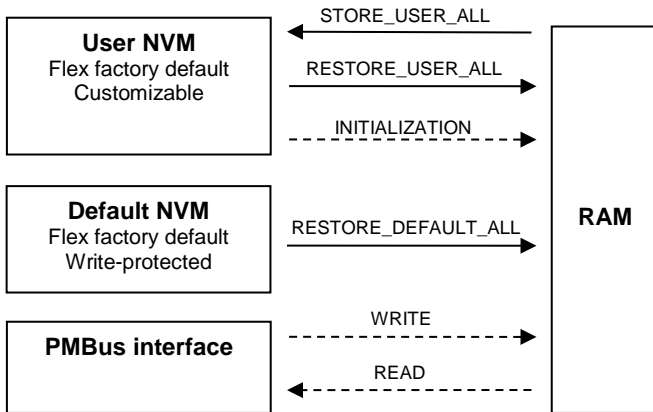 STORE_USER_ALL
User NVM
Flex factory default
Customizable
RESTORE_USER_ALL
INITIALIZATION
Default NVM
Flex factory default
Write-protected
RESTORE_DEFAULT_ALL
RAM
WRITE
PMBus interface
READ